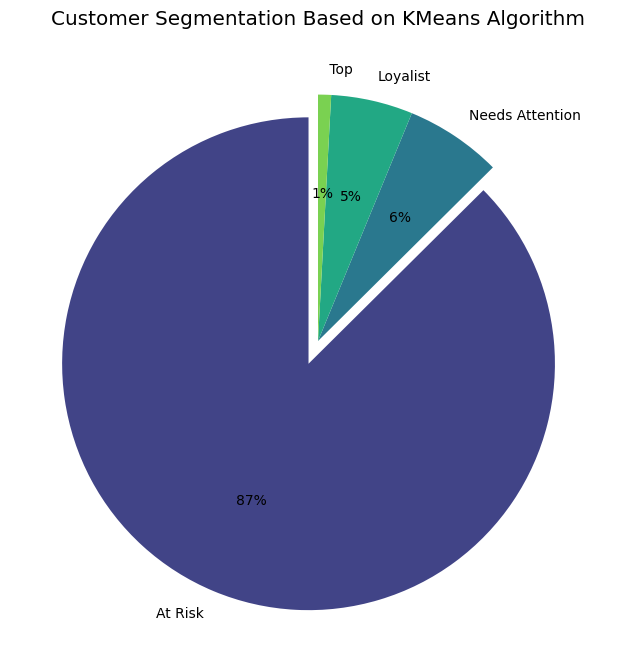 Customer Segmentation Based on KMeans Algorithm
Top
Loyalist
Needs Attention
1%
5%
6%
87%
At Risk